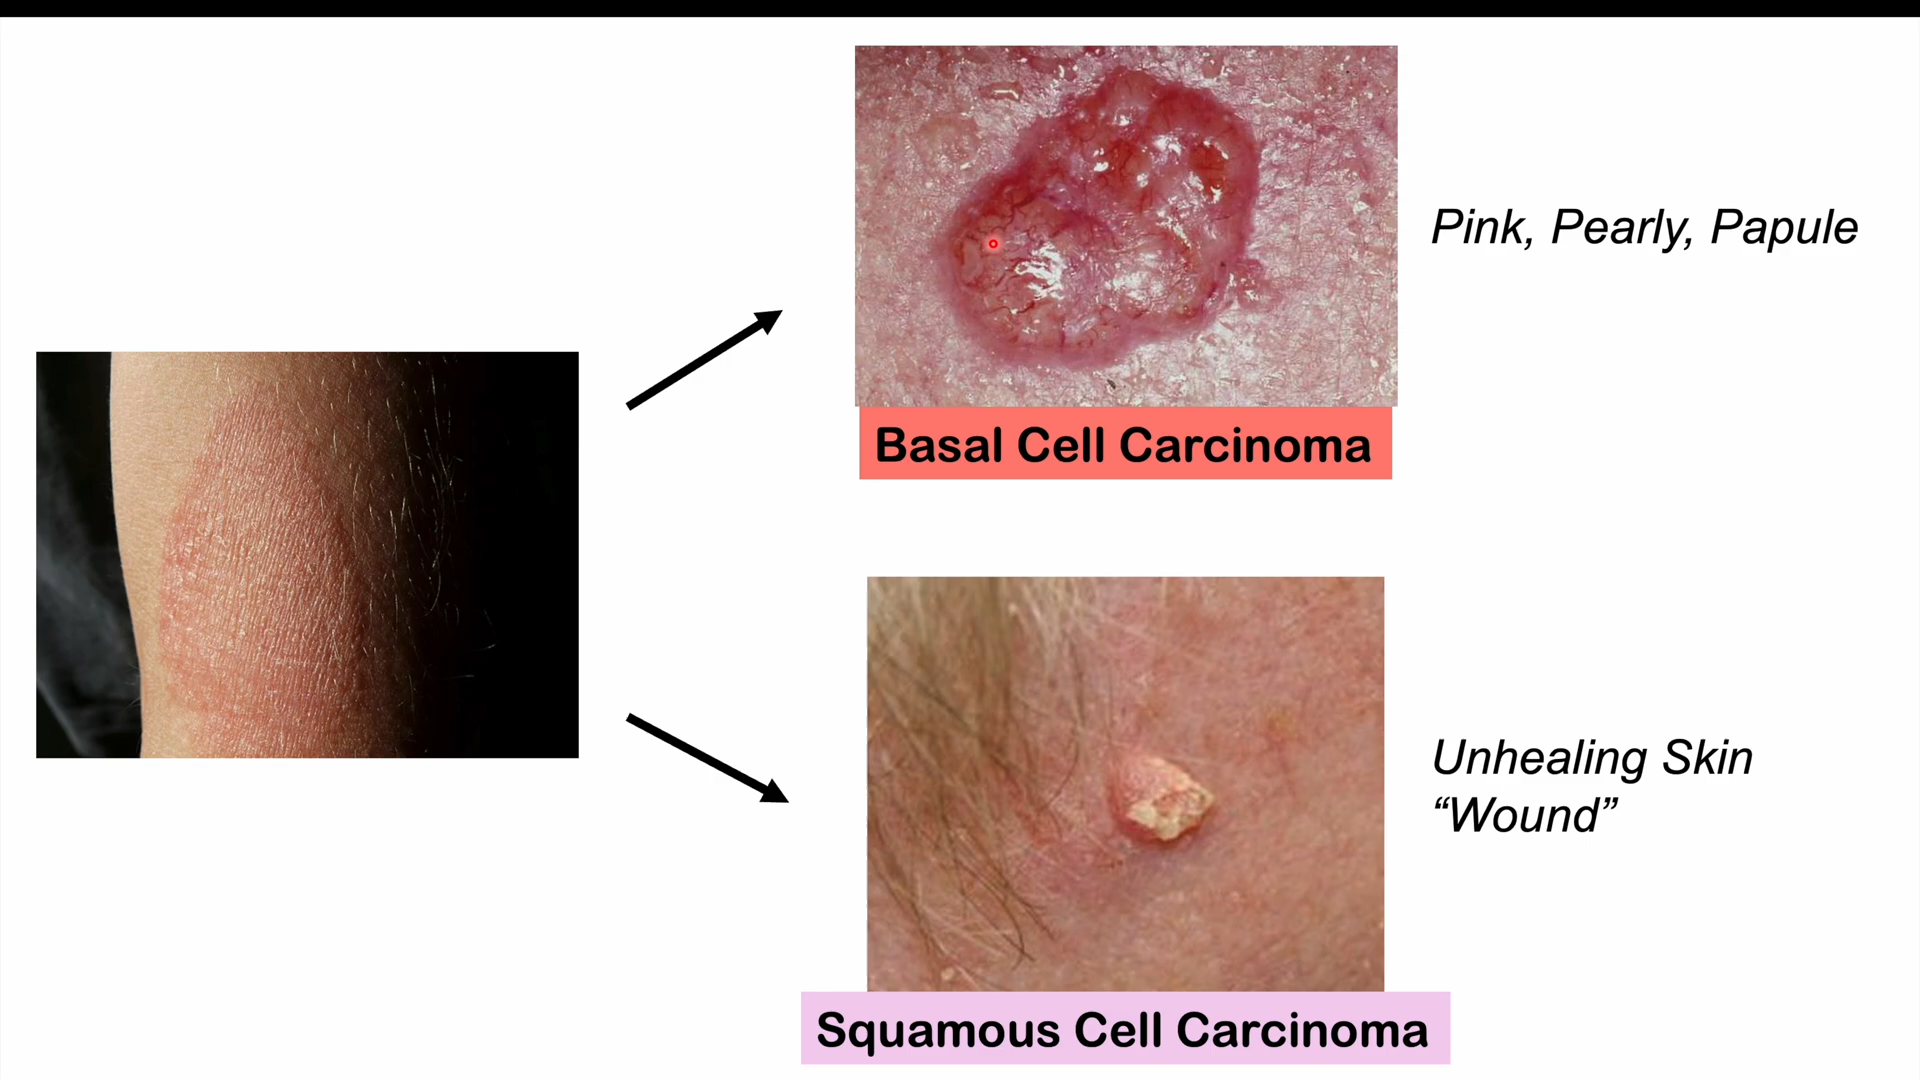 Pink, Pearly, Papule
Basal Cell Carcinoma
Unhealing Skin
“Wound”
Squamous Cell Carcinoma